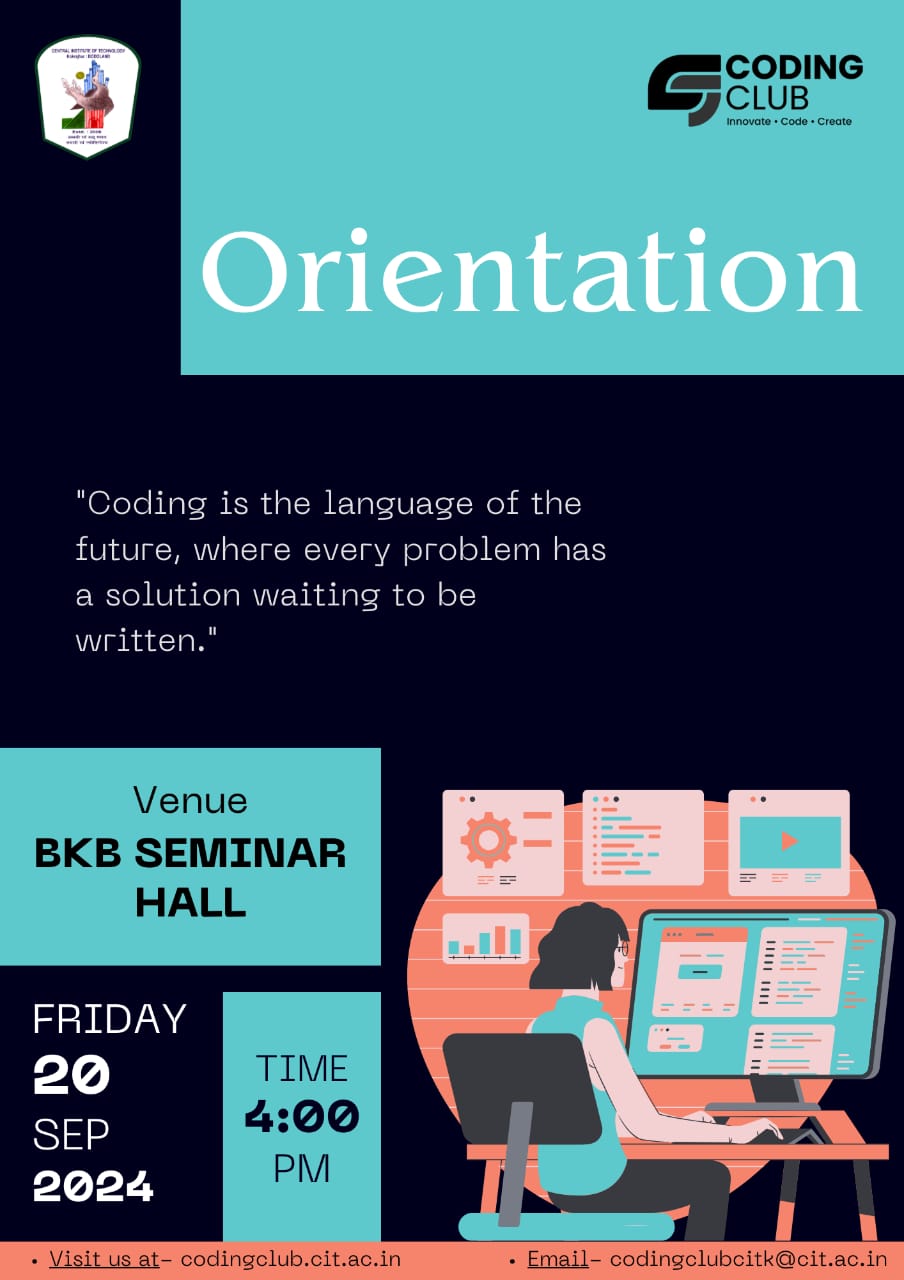 CENTRAL INSTITUTE OF TECHNOLOGY
Kokrajhar : BODOLAND
CODING
CLUB
Innovate • Code • Create
Orientation
"Coding is the language of the
future, where every problem has
a solution waiting to be
written."
Venue
BKB SEMINAR
HALL
FRIDAY
20
SEP
2024
TIME
4:00
PM
• Visit us at- codingclub.cit.ac.in
• Email- codingclubcitk@cit.ac.in